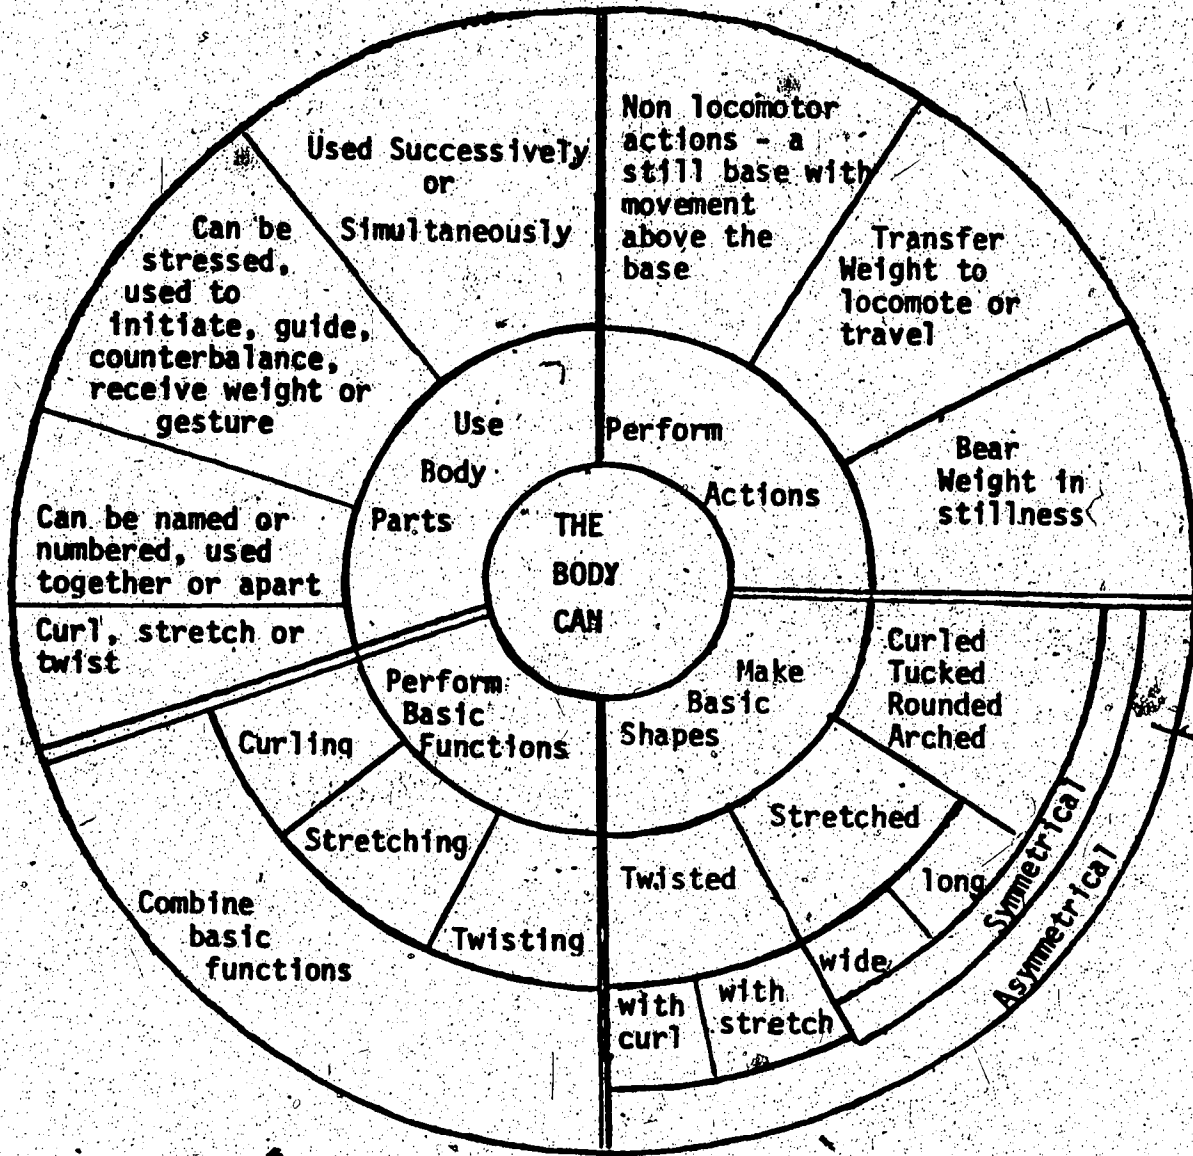 THE
BODY
CAN
Perform
Actions
Non locomotor
actions - a
still base with
movement
above the
base
Transfer
Weight to
locomote or
travel
Bear
Weight in
stillness
Make
Basic
Shapes
Curled
Tucked
Rounded
Arched
Stretched
long
wide
Twisted
with
curl
with
stretch
Symmetrical
Asymmetrical
Perform
Basic
Functions
Curling
Stretching
Twisting
Combine
basic
functions
Use
Body
Parts
Curl, stretch or
twist
Can be named or
numbered, used
together or apart
Can be
stressed,
used to
initiate, guide,
counterbalance,
receive weight or
gesture
Used Successively
or
Simultaneously